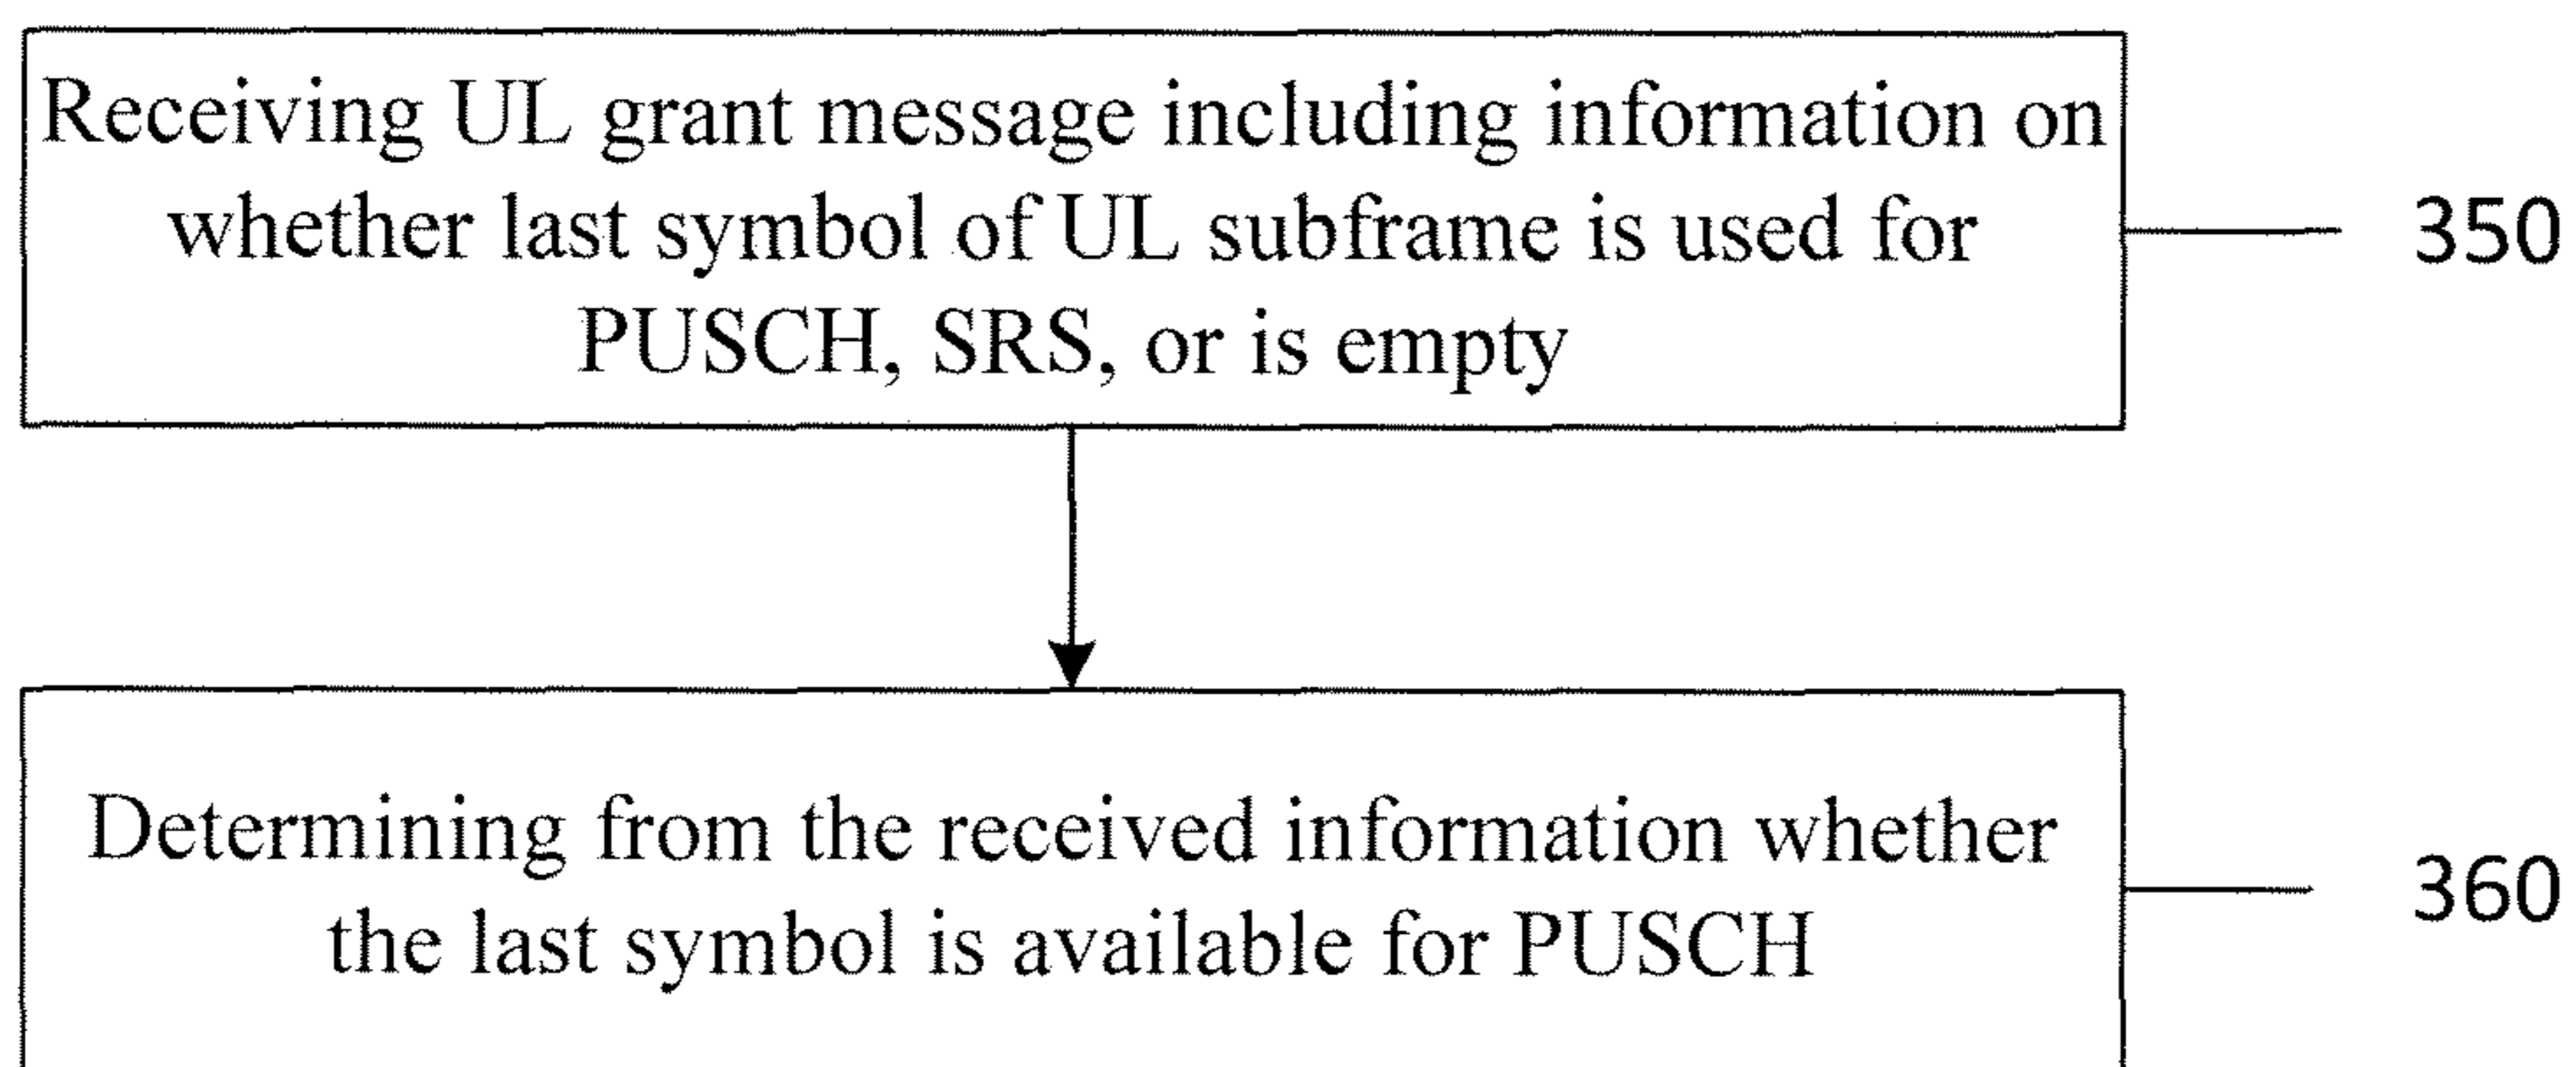 Receiving UL grant message including information on
whether last symbol of UL subframe is used for
PUSCH, SRS, or is empty
350
Determining from the received information whether
the last symbol is available for PUSCH
360